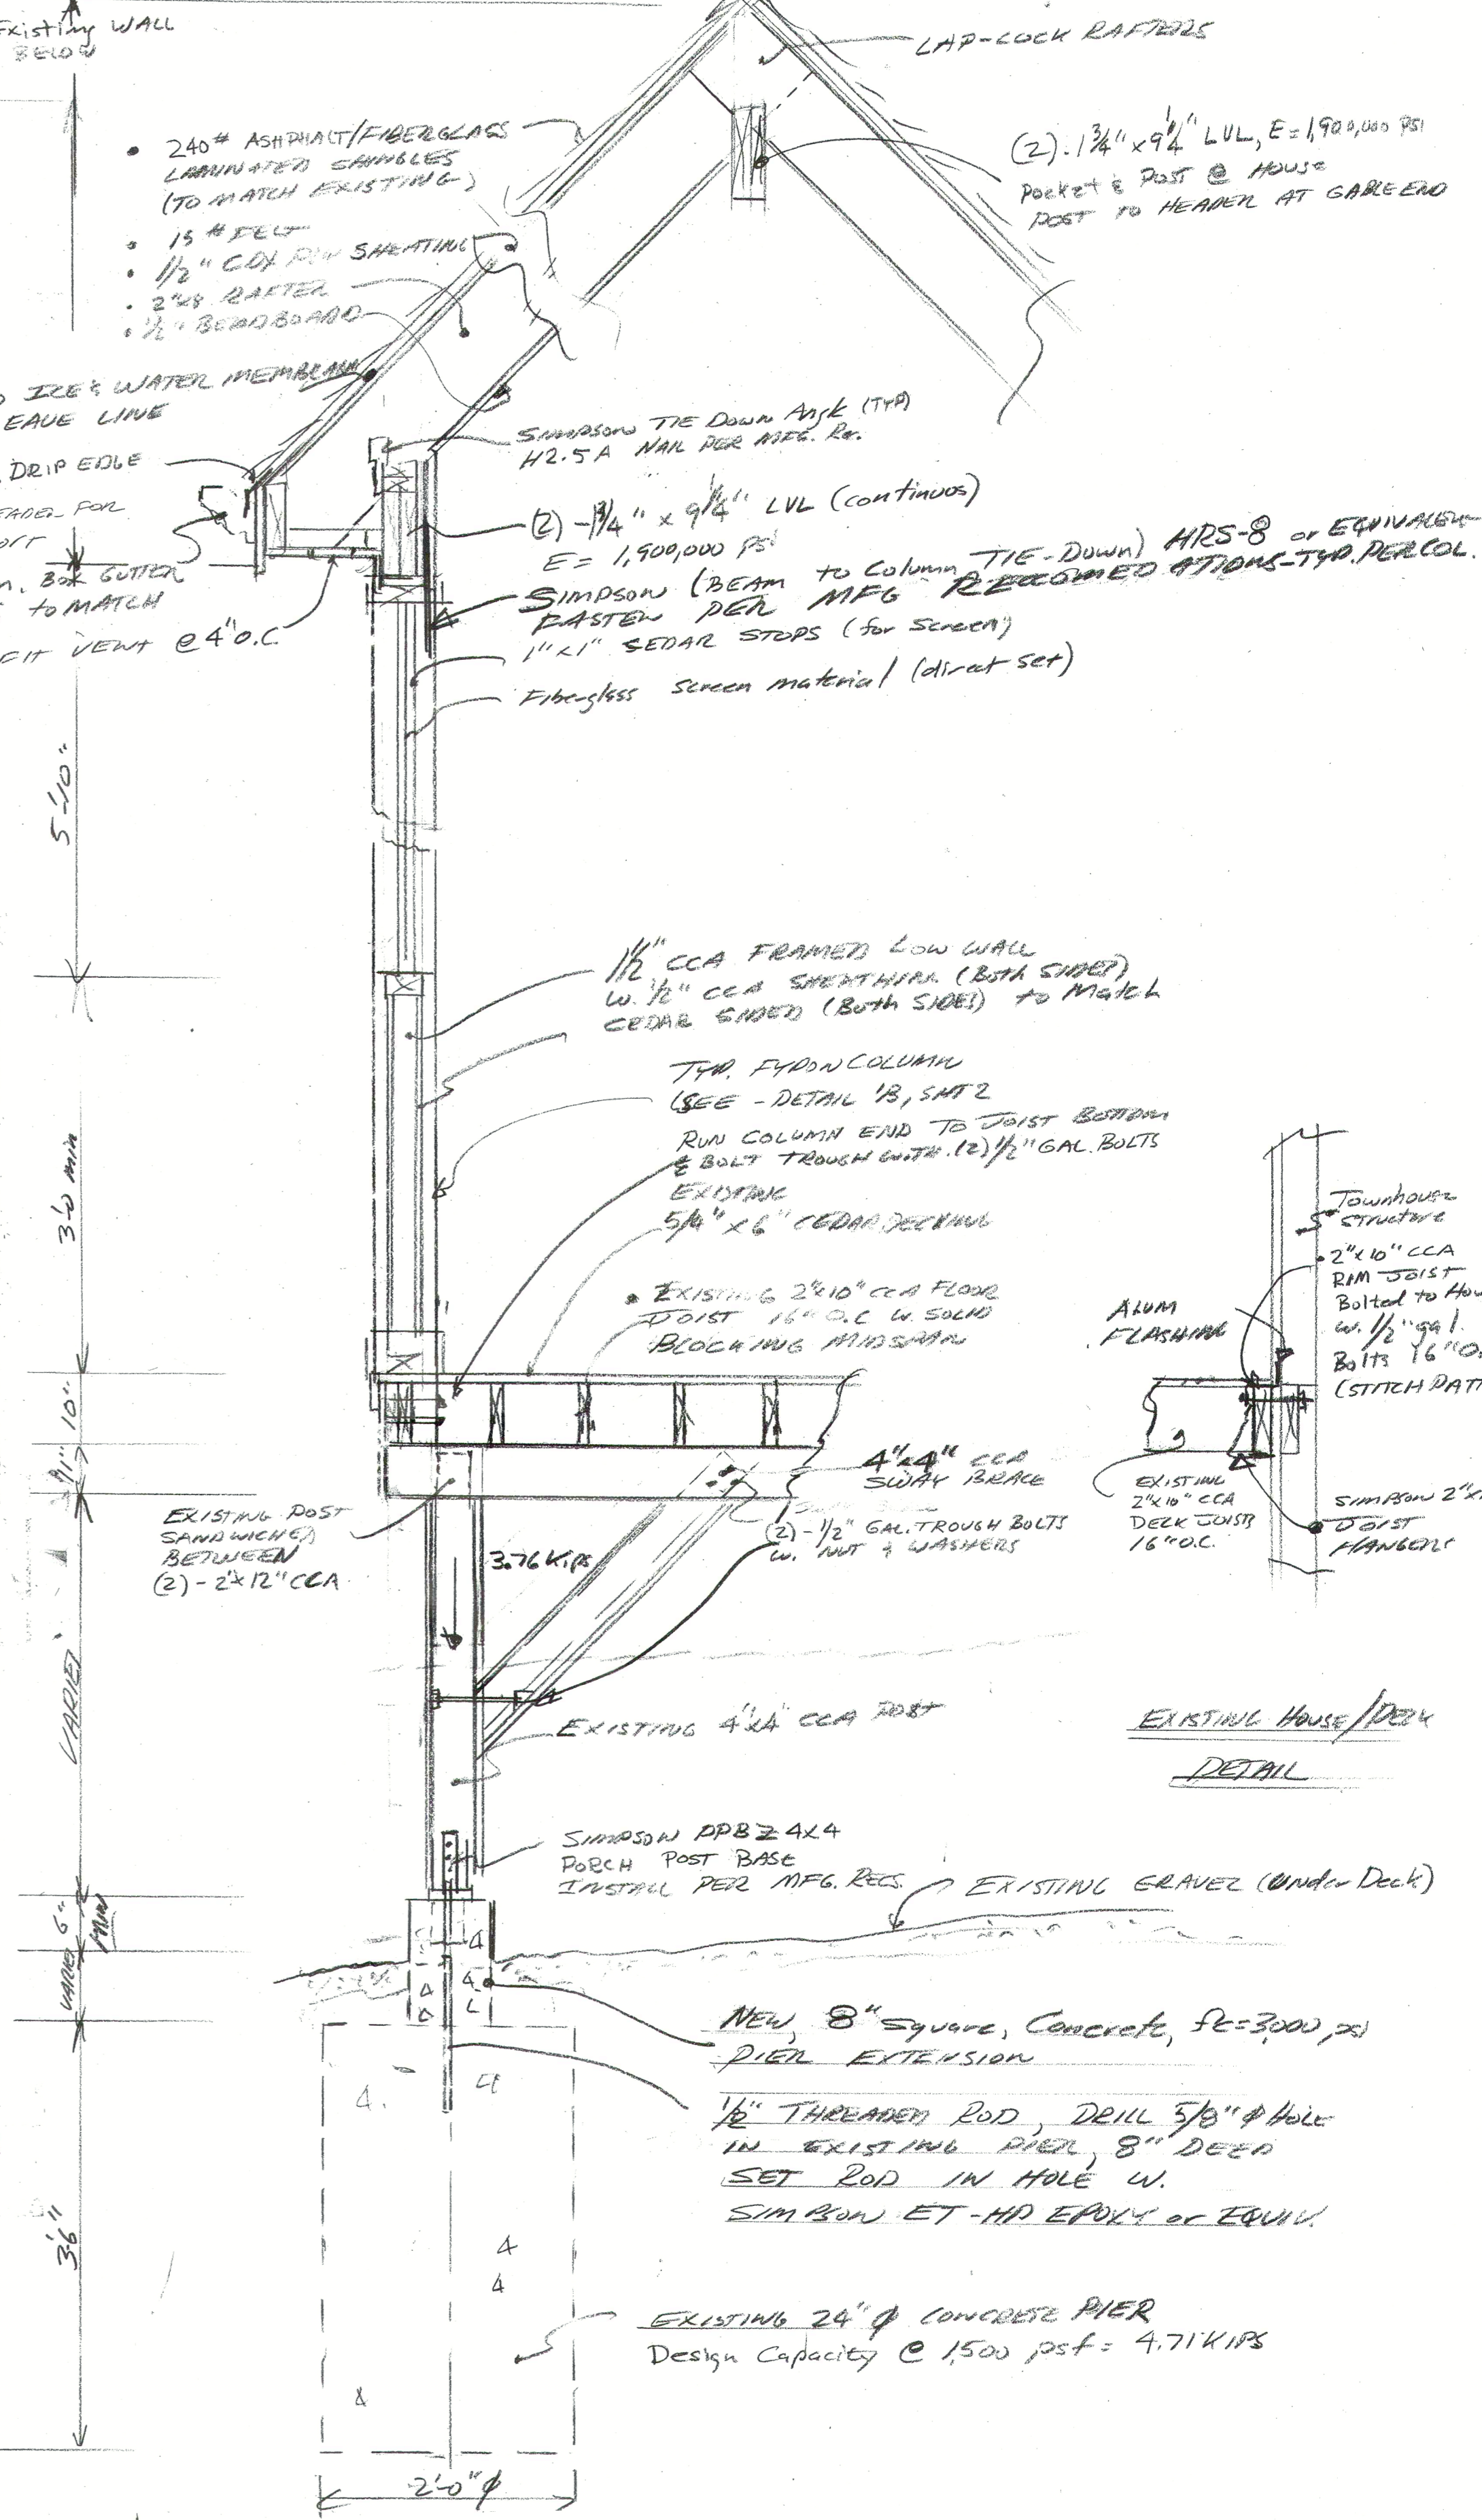 Existing WALL
BELOW
LAP-LOCK RAFTERS
• 240# ASHPHALT/FIBERGLASS
LAMINATED SHINGLES
(TO MATCH EXISTING)
• 15 # FELT
• 1/2" CDX SHEATING
• 2"x8 RAFTER
• 1/2" BEADBOARD
(2)-1 3/4" x 9 1/4" LVL, E=1,900,000 PSI
Pocket & Post @ House
POST TO HEADER AT GABLE END
ICE & WATER MEMBRANE
EAVE LINE
DRIP EDGE
FOR
BOX GUTTER
to MATCH
VENT @ 4' O.C.
SIMPSON TIE Down Angle (TYP)
H2.5A NAIL PER MFG. Re.
(2)-1 3/4" x 9 1/4" LVL (continuos)
E= 1,900,000 PSI
SIMPSON (BEAM to Column TIE-Down) HRS-8 or EQUIVALENT
FASTEN PER MFG RECCOMEDATIONS-TYP. PER COL.
1"x1" SEDAR STOPS (for Screen)
Fiberglass Screen material (direct set)
5'-10"
1 1/2" CCA FRAMED LOW WALL
W. 1/2" CCA SHEATHING (Both SIDES)
CEDAR SIDED (Both SIDES) to Match
TYP. FYPON COLUMN
(SEE - DETAIL 1B, SHT 2
RUN COLUMN END TO JOIST BOTTOM
& BOLT TROUGH WITH (2) 1/2" GAL. BOLTS
EXISTING
5/4" x 6" CEDAR DECKING
• EXISTING 2"x10" CCA FLOOR
JOIST 16" O.C W. SOLID
BLOCKING MIDSPAN
3'-0 min
10"
ALUM
FLASHING
Townhouse
Structure
• 2"x10" CCA
RIM JOIST
Bolted to
w. 1/2" gal.
Bolts 16"
(STITCH
EXISTING
2"x10" CCA
DECK JOISTS
16" O.C.
SIMPSON
JOIST
HANGERS
4"x4" CCA
SWAY BRACE
(2)-1/2" GAL. TROUGH BOLTS
W. NUT & WASHERS
EXISTING POST
SANDWICHED
BETWEEN
(2)-2"x12" CCA
3.76 Kips
VARIES
EXISTING 4"x4" CCA POST
EXISTING HOUSE/DECK
DETAIL
SIMPSON PPBZ 4x4
PORCH POST BASE
INSTALL PER MFG. RECS.
EXISTING GRAVEL (Under Deck)
6"
MIN
VARIES
NEW, 8" Square, Concrete, fc=3,000 psi
PIER EXTENSION
1/2" THREADED ROD, DRILL 5/8" ϕ HOLE
IN EXISTING PIER, 8" DEEP
SET ROD IN HOLE W.
SIMPSON ET-HP EPOXY or EQUIV.
3'6"
EXISTING 24" ϕ CONCRETE PIER
Design Capacity @ 1,500 psf = 4.71 KIPS
2'-0" ϕ